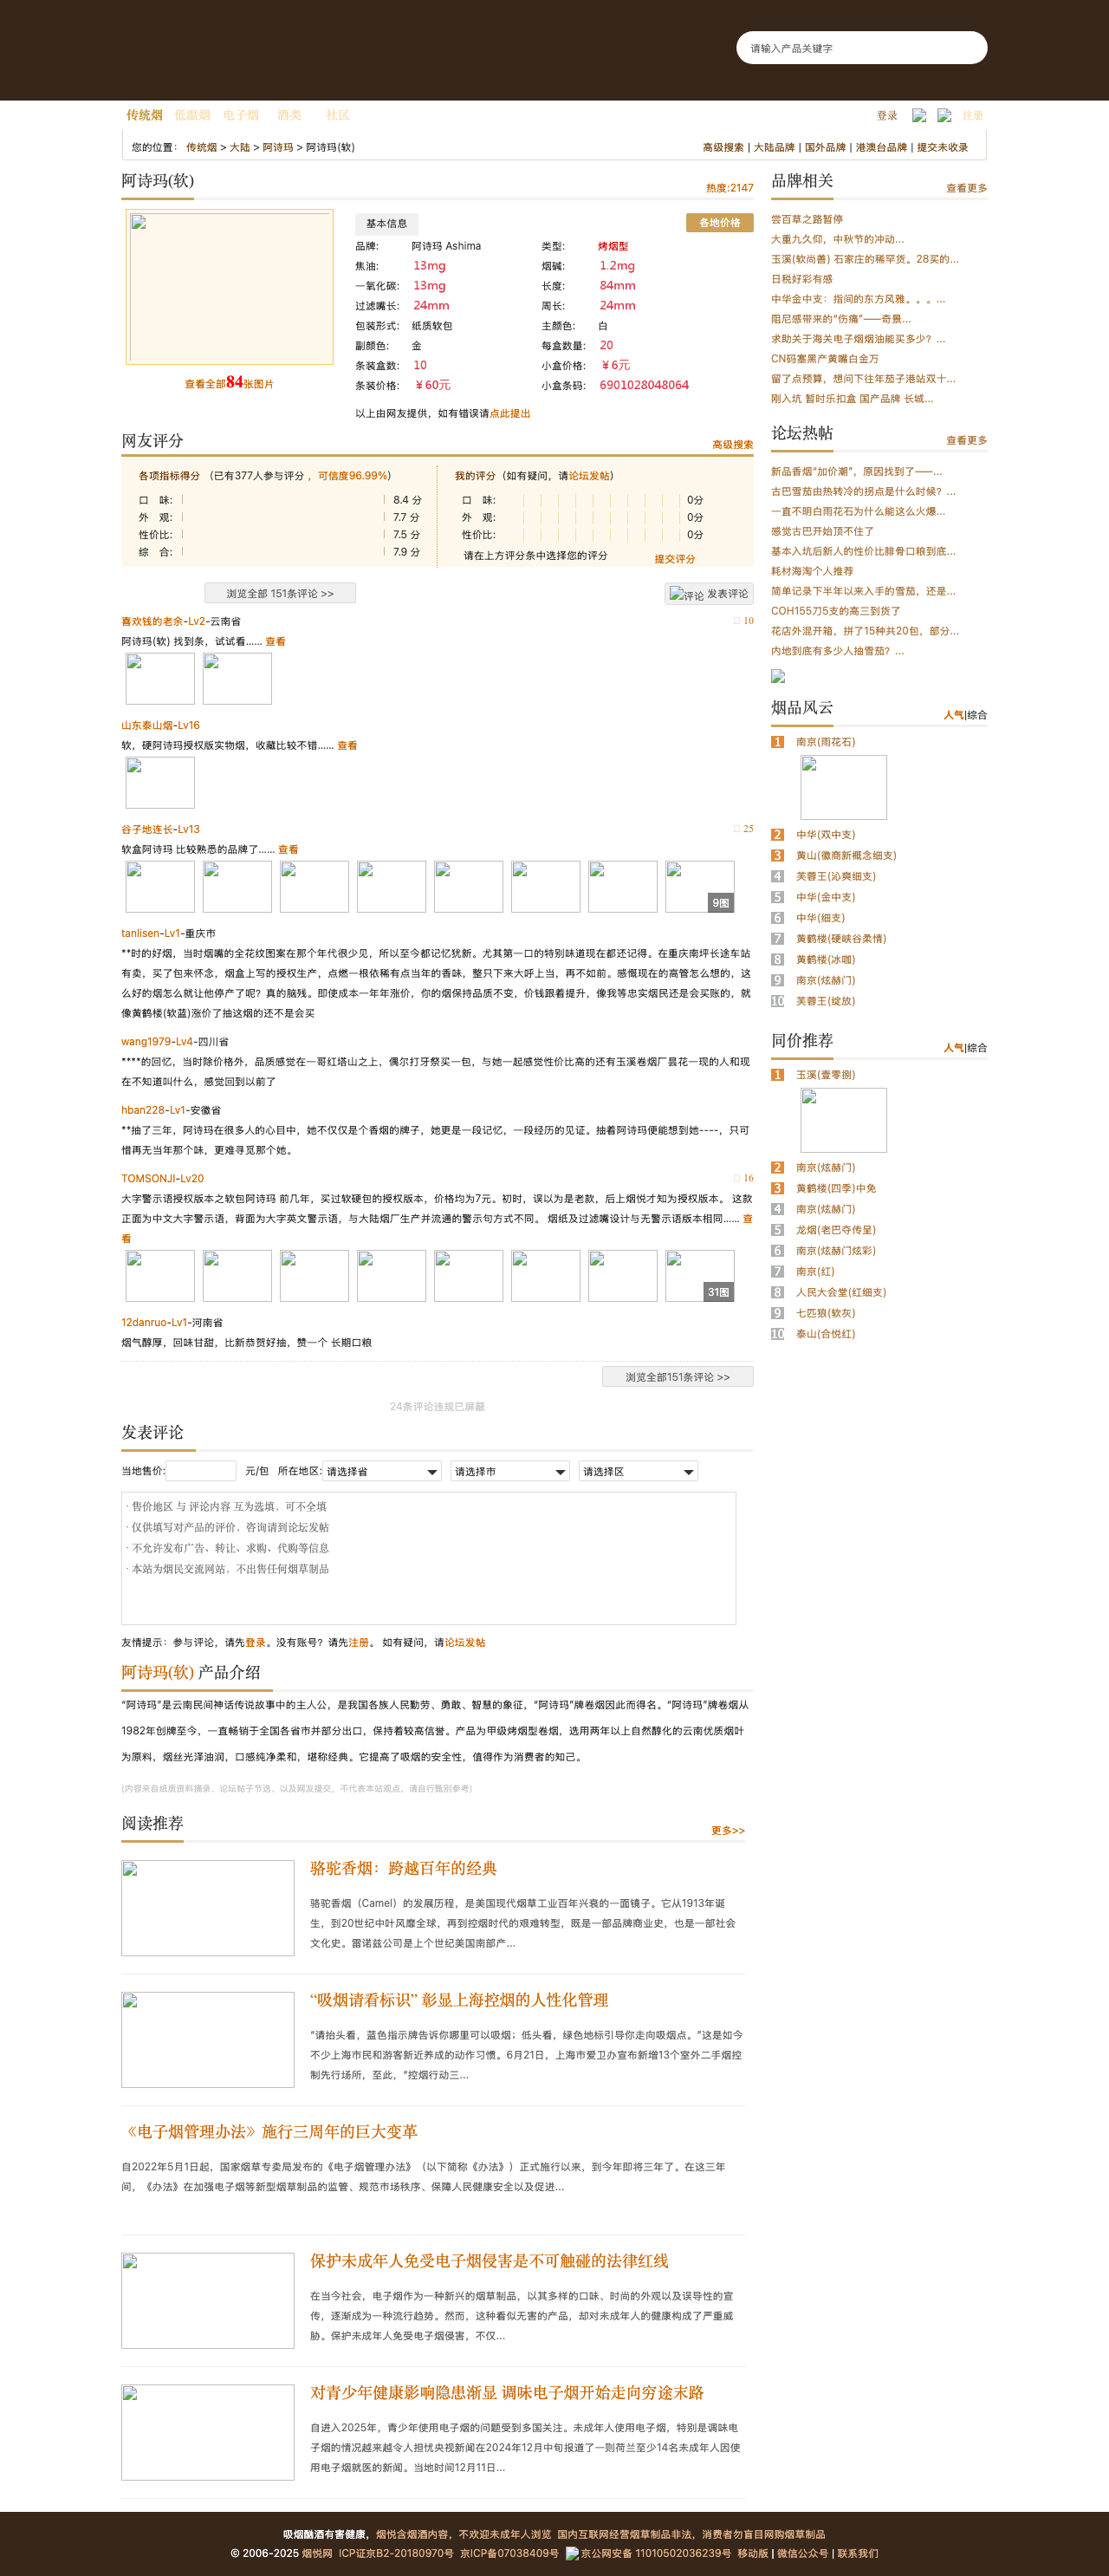 请输入产品关键字
传统烟 低温烟 电子烟 酒类 社区 登录 注册
您的位置： 传统烟 > 大陆 > 阿诗玛 > 阿诗玛(软) 高级搜索 | 大陆品牌 | 国外品牌 | 港澳台品牌 | 提交未收录
阿诗玛(软) 热度:2147
基本信息 各地价格
品牌: 阿诗玛 Ashima 类型: 烤烟型
焦油: 13mg 烟碱: 1.2mg
一氧化碳: 13mg 长度: 84mm
过滤嘴长: 24mm 周长: 24mm
包装形式: 纸质软包 主颜色: 白
副颜色: 金 每盒数量: 20
条装盒数: 10 小盒价格: ￥6元
条装价格: ￥60元 小盒条码: 6901028048064
查看全部84张图片
以上由网友提供，如有错误请点此提出
网友评分 高级搜索
各项指标得分 (已有377人参与评分 ，可信度96.99%)
口 味: 8.4 分
外 观: 7.7 分
性价比: 7.5 分
综 合: 7.9 分
我的评分 (如有疑问，请论坛发帖)
口 味: 0分
外 观: 0分
性价比: 0分
请在上方评分条中选择您的评分 提交评分
浏览全部 151条评论 >> 评论 发表评论
喜欢钱的老余-Lv2-云南省 10
阿诗玛(软) 找到条，试试看...... 查看
山东泰山烟-Lv16
软，硬阿诗玛授权版实物烟，收藏比较不错...... 查看
谷子地连长-Lv13 25
软盒阿诗玛 比较熟悉的品牌了...... 查看
9图
tanlisen-Lv1-重庆市
**时的好烟，当时烟嘴的全花纹图案在那个年代很少见，所以至今都记忆犹新。尤其第一口的特别味道现在都还记得。在重庆南坪长途车站
有卖，买了包来怀念，烟盒上写的授权生产，点燃一根依稀有点当年的香味，整只下来大呼上当，再不如前。感慨现在的高管怎么想的，这
么好的烟怎么就让他停产了呢？真的脑残。即使成本一年年涨价，你的烟保持品质不变，价钱跟着提升，像我等忠实烟民还是会买账的，就
像黄鹤楼(软蓝)涨价了抽这烟的还不是会买
wang1979-Lv4-四川省
****的回忆，当时除价格外，品质感觉在一哥红塔山之上，偶尔打牙祭买一包，与她一起感觉性价比高的还有玉溪卷烟厂昙花一现的人和现
在不知道叫什么，感觉回到以前了
hban228-Lv1-安徽省
**抽了三年，阿诗玛在很多人的心目中，她不仅仅是个香烟的牌子，她更是一段记忆，一段经历的见证。抽着阿诗玛便能想到她----，只可
惜再无当年那个味，更难寻觅那个她。
TOMSONJI-Lv20 16
大字警示语授权版本之软包阿诗玛 前几年，买过软硬包的授权版本，价格均为7元。初时，误以为是老款，后上烟悦才知为授权版本。 这款
正面为中文大字警示语，背面为大字英文警示语，与大陆烟厂生产并流通的警示句方式不同。 烟纸及过滤嘴设计与无警示语版本相同...... 查
看
31图
12danruo-Lv1-河南省
烟气醇厚，回味甘甜，比新恭贺好抽，赞一个 长期口粮
浏览全部151条评论 >>
24条评论违规已屏蔽
发表评论
当地售价: 元/包 所在地区: 请选择省 请选择市 请选择区
· 售价地区 与 评论内容 互为选填，可不全填
· 仅供填写对产品的评价，咨询请到论坛发帖
· 不允许发布广告、转让、求购、代购等信息
· 本站为烟民交流网站，不出售任何烟草制品
友情提示：参与评论，请先登录。没有账号？请先注册。 如有疑问，请论坛发帖
阿诗玛(软) 产品介绍
“阿诗玛”是云南民间神话传说故事中的主人公，是我国各族人民勤劳、勇敢、智慧的象征，“阿诗玛”牌卷烟因此而得名。“阿诗玛”牌卷烟从
1982年创牌至今，一直畅销于全国各省市并部分出口，保持着较高信誉。产品为甲级烤烟型卷烟，选用两年以上自然醇化的云南优质烟叶
为原料，烟丝光泽油润，口感纯净柔和，堪称经典。它提高了吸烟的安全性，值得作为消费者的知己。
(内容来自纸质资料摘录、论坛帖子节选、以及网友提交，不代表本站观点，请自行甄别参考)
阅读推荐 更多>>
骆驼香烟：跨越百年的经典
骆驼香烟（Camel）的发展历程，是美国现代烟草工业百年兴衰的一面镜子。它从1913年诞
生，到20世纪中叶风靡全球，再到控烟时代的艰难转型，既是一部品牌商业史，也是一部社会
文化史。雷诺兹公司是上个世纪美国南部产...
“吸烟请看标识” 彰显上海控烟的人性化管理
“请抬头看，蓝色指示牌告诉你哪里可以吸烟；低头看，绿色地标引导你走向吸烟点。”这是如今
不少上海市民和游客新近养成的动作习惯。6月21日，上海市爱卫办宣布新增13个室外二手烟控
制先行场所，至此，“控烟行动三...
《电子烟管理办法》施行三周年的巨大变革
自2022年5月1日起，国家烟草专卖局发布的《电子烟管理办法》（以下简称《办法》）正式施行以来，到今年即将三年了。在这三年
间，《办法》在加强电子烟等新型烟草制品的监管、规范市场秩序、保障人民健康安全以及促进...
保护未成年人免受电子烟侵害是不可触碰的法律红线
在当今社会，电子烟作为一种新兴的烟草制品，以其多样的口味、时尚的外观以及误导性的宣
传，逐渐成为一种流行趋势。然而，这种看似无害的产品，却对未成年人的健康构成了严重威
胁。保护未成年人免受电子烟侵害，不仅...
对青少年健康影响隐患渐显 调味电子烟开始走向穷途末路
自进入2025年，青少年使用电子烟的问题受到多国关注。未成年人使用电子烟，特别是调味电
子烟的情况越来越令人担忧央视新闻在2024年12月中旬报道了一则荷兰至少14名未成年人因使
用电子烟就医的新闻。当地时间12月11日...
品牌相关 查看更多
尝百草之路暂停
大重九久仰，中秋节的冲动...
玉溪(软尚善) 石家庄的稀罕货。28买的...
日税好彩有感
中华金中支：指间的东方风雅。。。...
阻尼感带来的“伤痛”——奇景...
求助关于海关电子烟烟油能买多少？...
CN码塞黑产黄嘴白金万
留了点预算，想问下往年茄子港站双十...
刚入坑 暂时乐扣盒 国产品牌 长城...
论坛热帖 查看更多
新品香烟“加价潮”，原因找到了——...
古巴雪茄由热转冷的拐点是什么时候？...
一直不明白雨花石为什么能这么火爆...
感觉古巴开始顶不住了
基本入坑后新人的性价比腓骨口粮到底...
耗材海淘个人推荐
简单记录下半年以来入手的雪茄，还是...
COH155刀5支的高三到货了
花店外混开箱，拼了15种共20包，部分...
内地到底有多少人抽雪茄？...
烟品风云 人气|综合
1 南京(雨花石)
2 中华(双中支)
3 黄山(徽商新概念细支)
4 芙蓉王(沁爽细支)
5 中华(金中支)
6 中华(细支)
7 黄鹤楼(硬峡谷柔情)
8 黄鹤楼(冰咖)
9 南京(炫赫门)
10 芙蓉王(绽放)
同价推荐 人气|综合
1 玉溪(壹零捌)
2 南京(炫赫门)
3 黄鹤楼(四季)中免
4 南京(炫赫门)
5 龙烟(老巴夺传呈)
6 南京(炫赫门炫彩)
7 南京(红)
8 人民大会堂(红细支)
9 七匹狼(软灰)
10 泰山(合悦红)
吸烟酗酒有害健康，烟悦含烟酒内容，不欢迎未成年人浏览 国内互联网经营烟草制品非法，消费者勿盲目网购烟草制品
© 2006-2025 烟悦网 ICP证京B2-20180970号 京ICP备07038409号 京公网安备 11010502036239号 移动版 | 微信公众号 | 联系我们